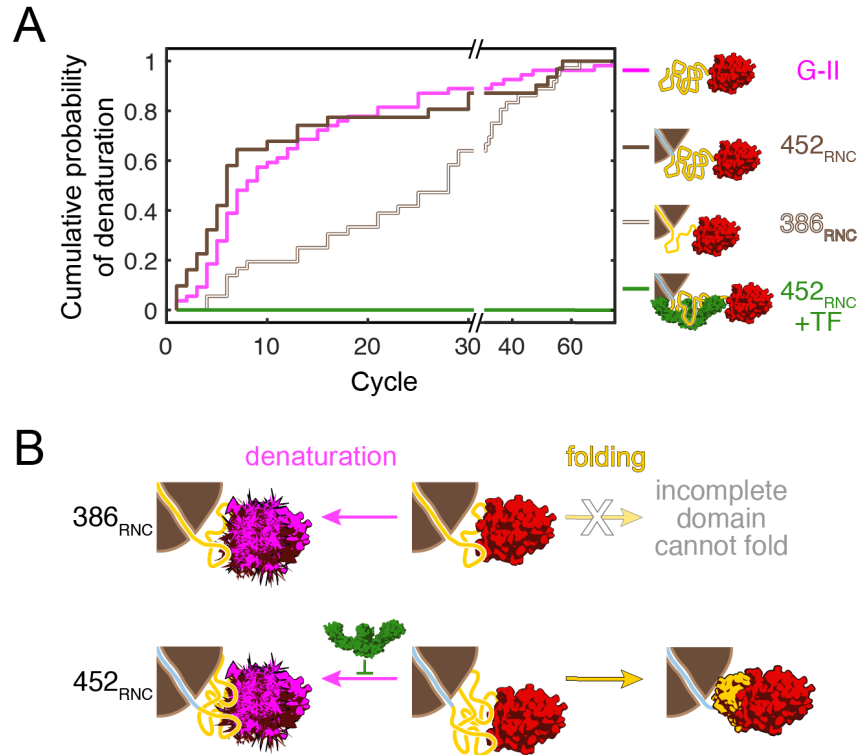 A
Cumulative probability
of denaturation
1
0.8
0.6
0.4
0.2
0
0
10
20
30
40
60
//
//
Cycle
G-II
452RNC
386RNC
452RNC
+TF
B
denaturation
folding
386RNC
X
incomplete
domain
cannot fold
452RNC